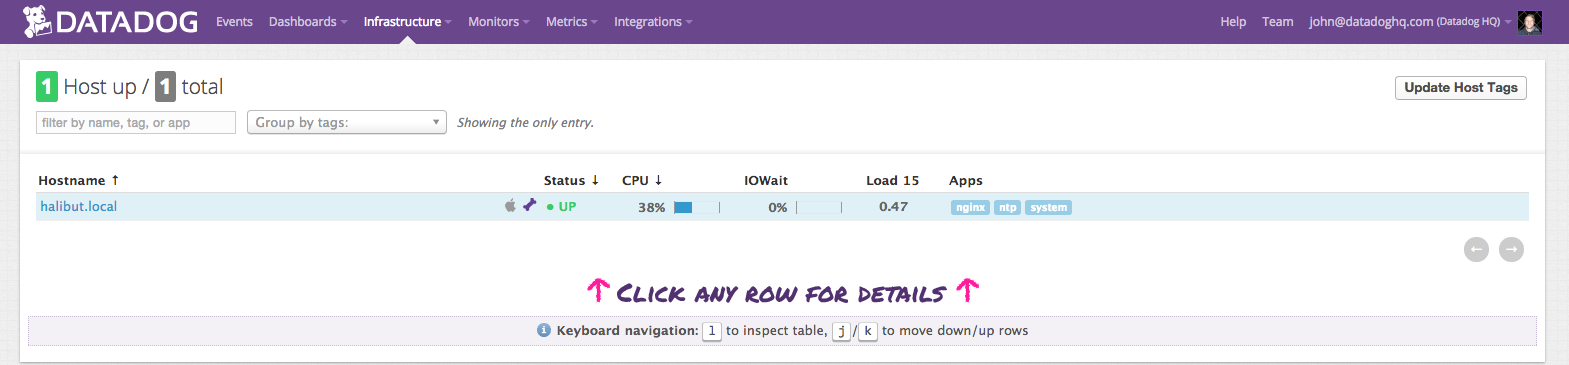 DATADOG Events Dashboards Infrastructure Monitors Metrics Integrations Help Team john@datadoghq.com (Datadog HQ)
1 Host up / 1 total
Update Host Tags
filter by name, tag, or app Group by tags: Showing the only entry.
Hostname ↑ Status ↓ CPU ↓ IOWait Load 15 Apps
halibut.local UP 38% 0% 0.47 nginx ntp system
← →
↑ CLICK ANY ROW FOR DETAILS ↑
i Keyboard navigation: l to inspect table, j/k to move down/up rows